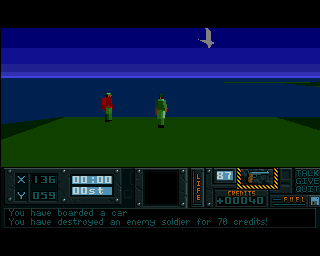 X 136
Y 059
00:00
00st
LIFE
87
CREDITS
+00040
TALK
GIVE
QUIT
FUEL
You have boarded a car
You have destroyed an enemy soldier for 70 credits!